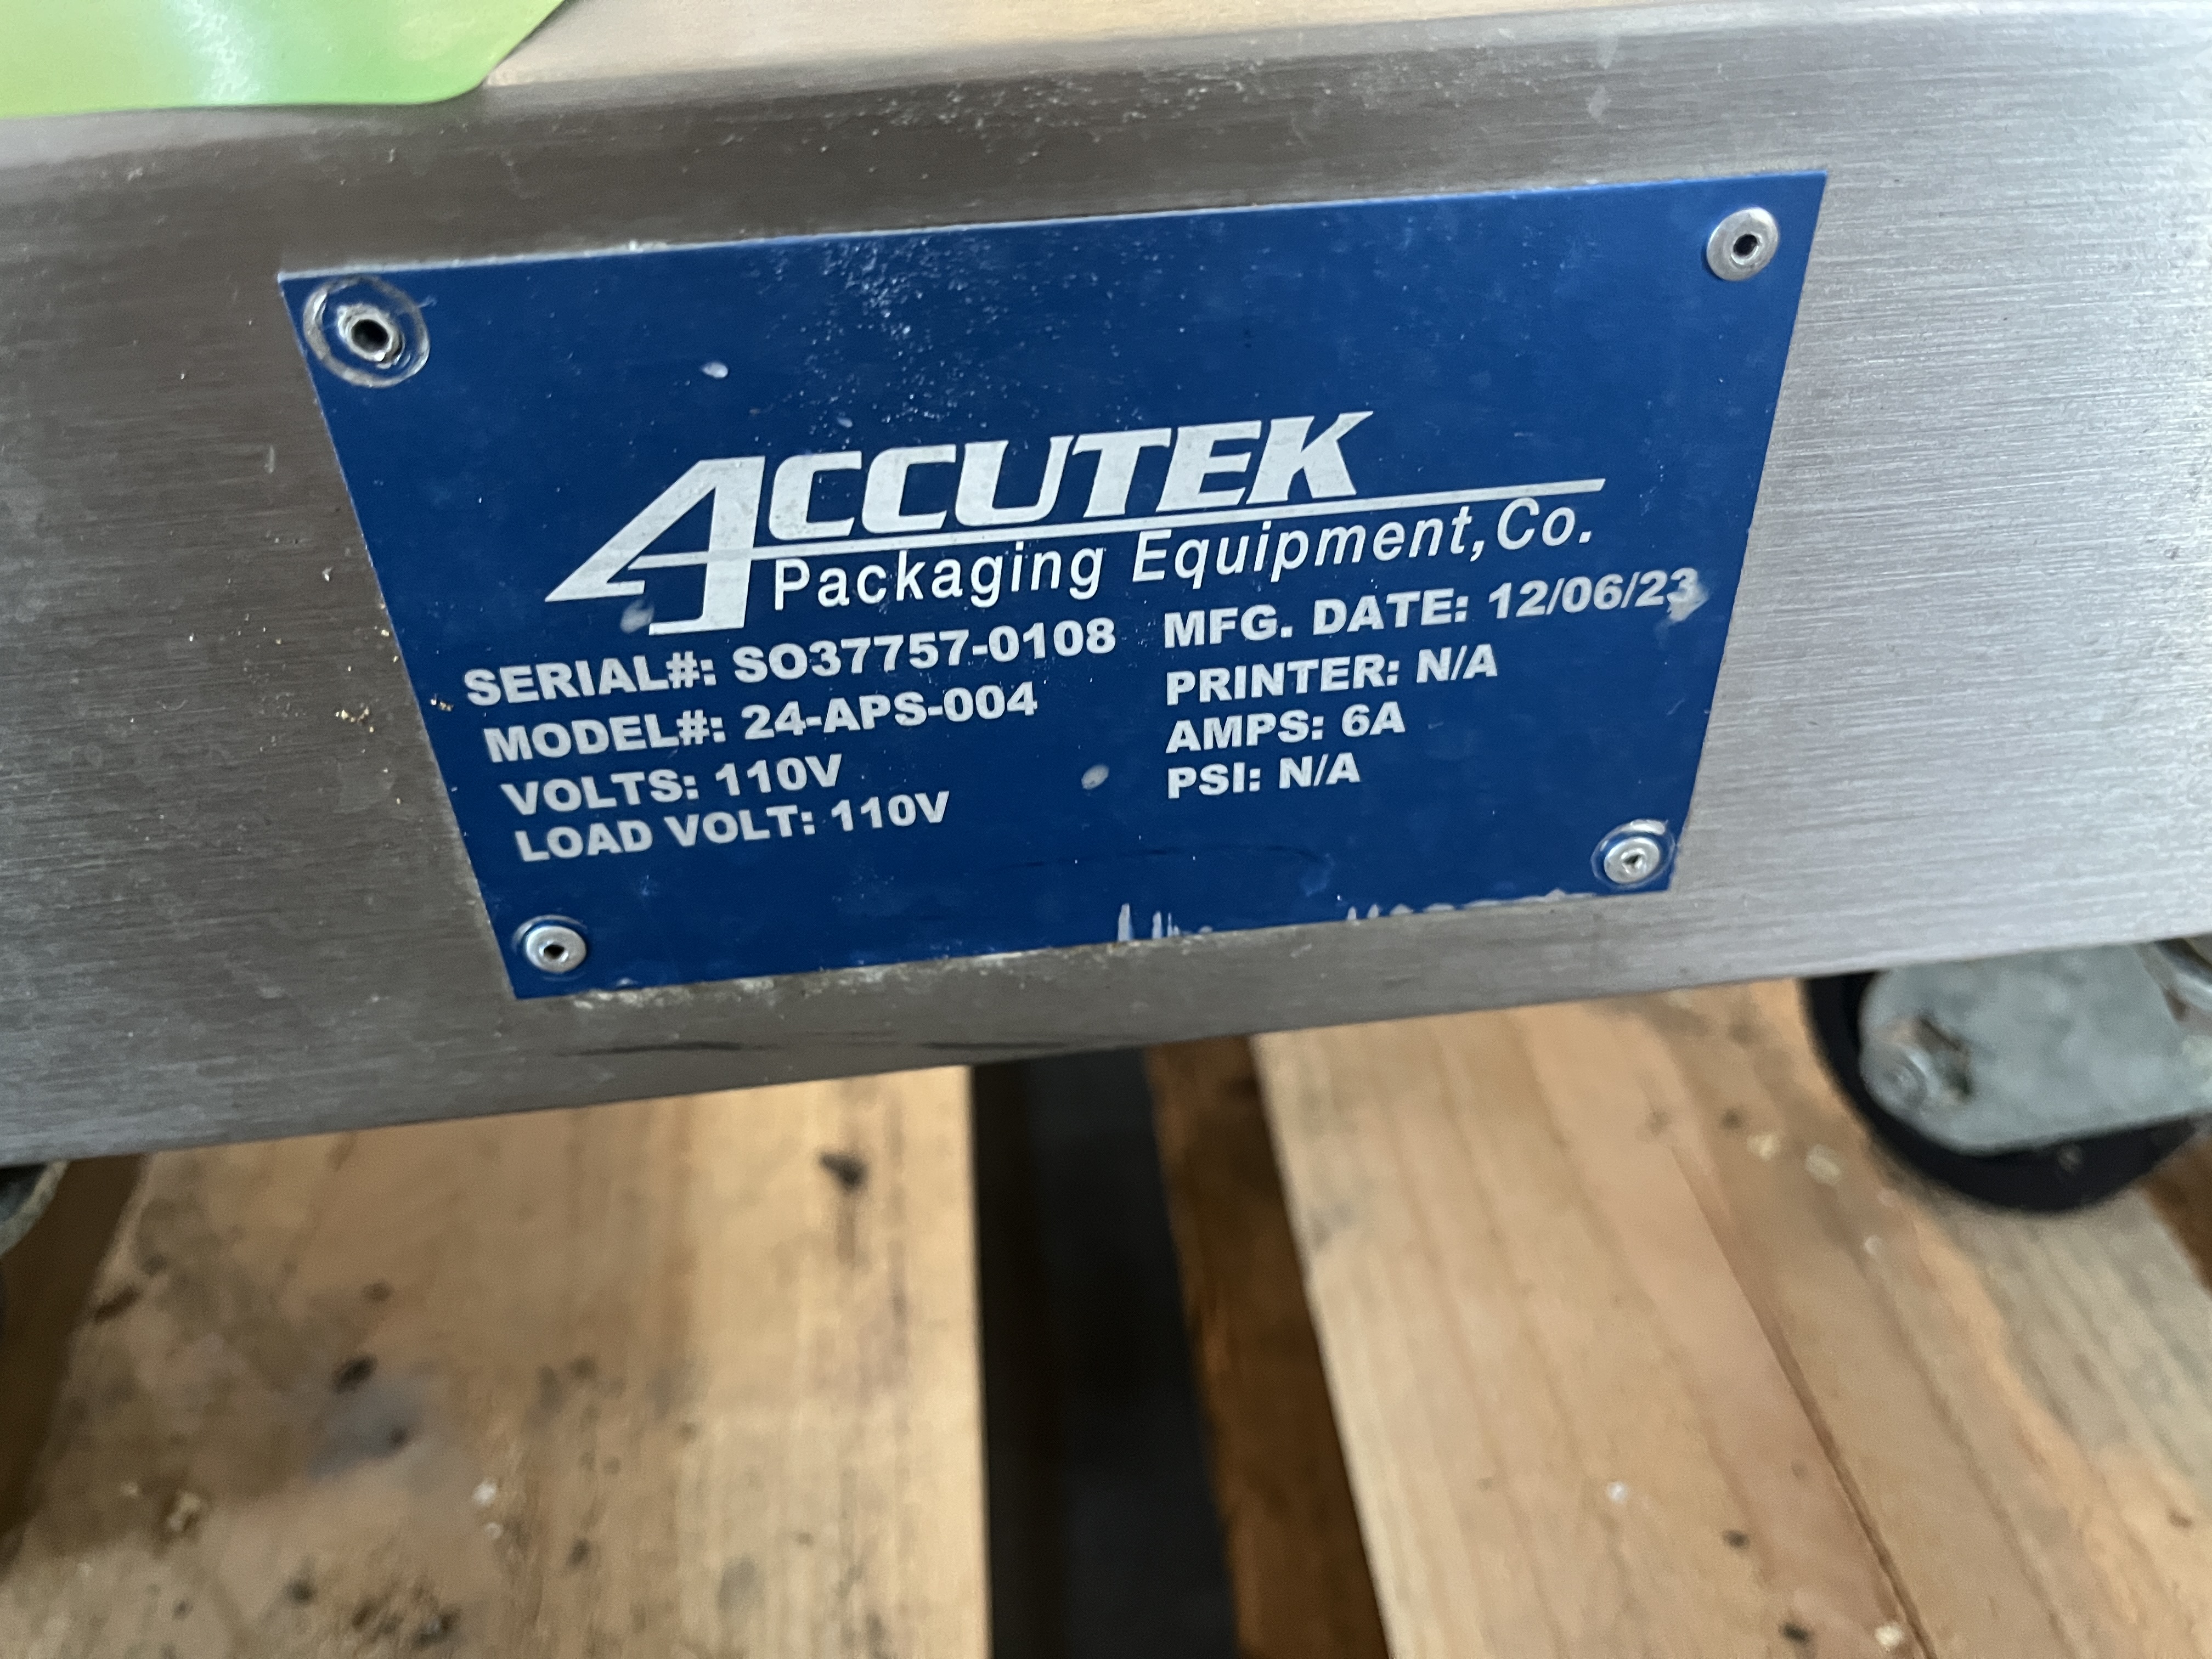 ACCUTEK
Packaging Equipment, Co.
SERIAL#: SO37757-0108
MODEL#: 24-APS-004
VOLTS: 110V
LOAD VOLT: 110V
MFG. DATE: 12/06/23
PRINTER: N/A
AMPS: 6A
PSI: N/A